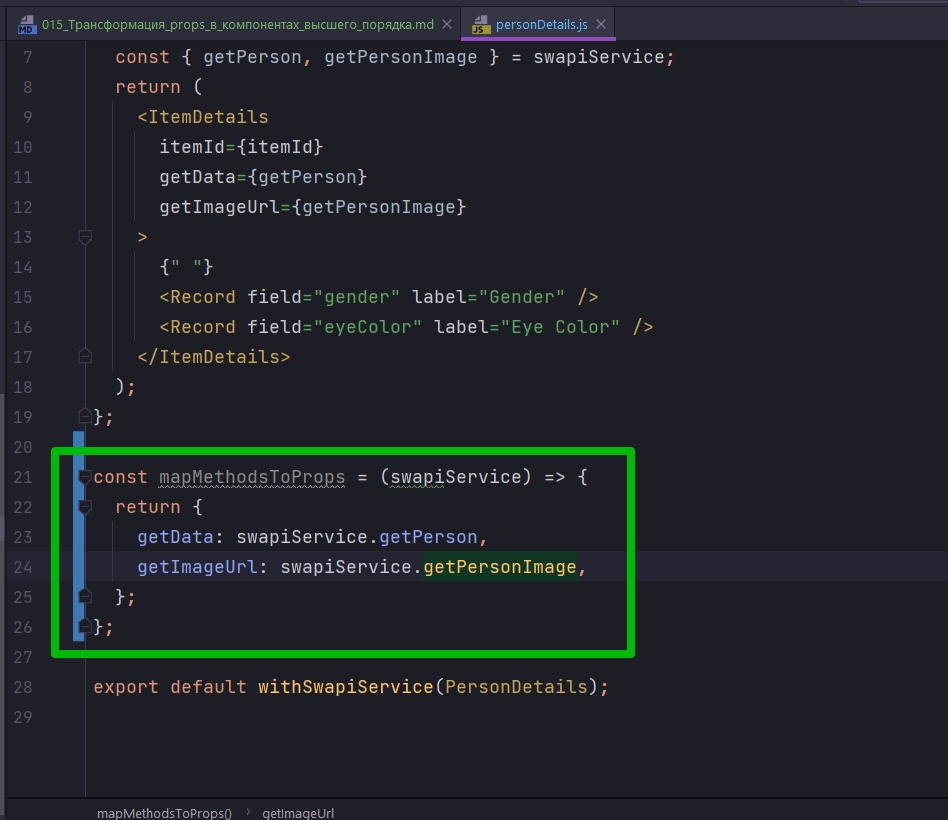 015_Трансформация_props_в_компонентах_высшего_порядка.md
personDetails.js
7 const { getPerson, getPersonImage } = swapiService;
8 return (
9 <ItemDetails
10 itemId={itemId}
11 getData={getPerson}
12 getImageUrl={getPersonImage}
13 >
14 {" "}
15 <Record field="gender" label="Gender" />
16 <Record field="eyeColor" label="Eye Color" />
17 </ItemDetails>
18 );
19 };
20
21 const mapMethodsToProps = (swapiService) => {
22 return {
23 getData: swapiService.getPerson,
24 getImageUrl: swapiService.getPersonImage,
25 };
26 };
27
28 export default withSwapiService(PersonDetails);
29
mapMethodsToProps() › getImageUrl